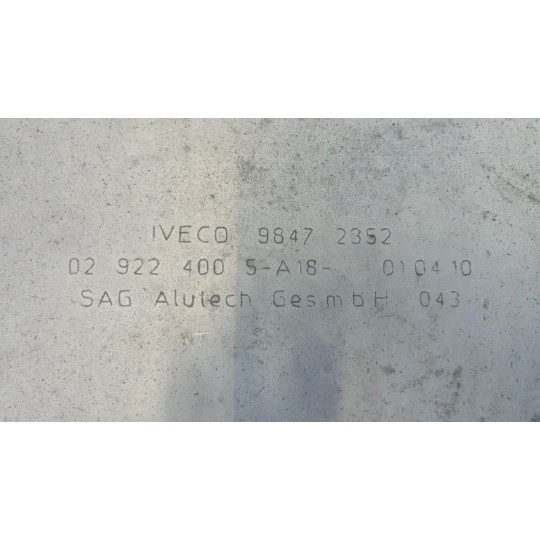 IVECO 9847 2352
02 922 400 5-A18- 010410
SAG Alutech GesmbH 043